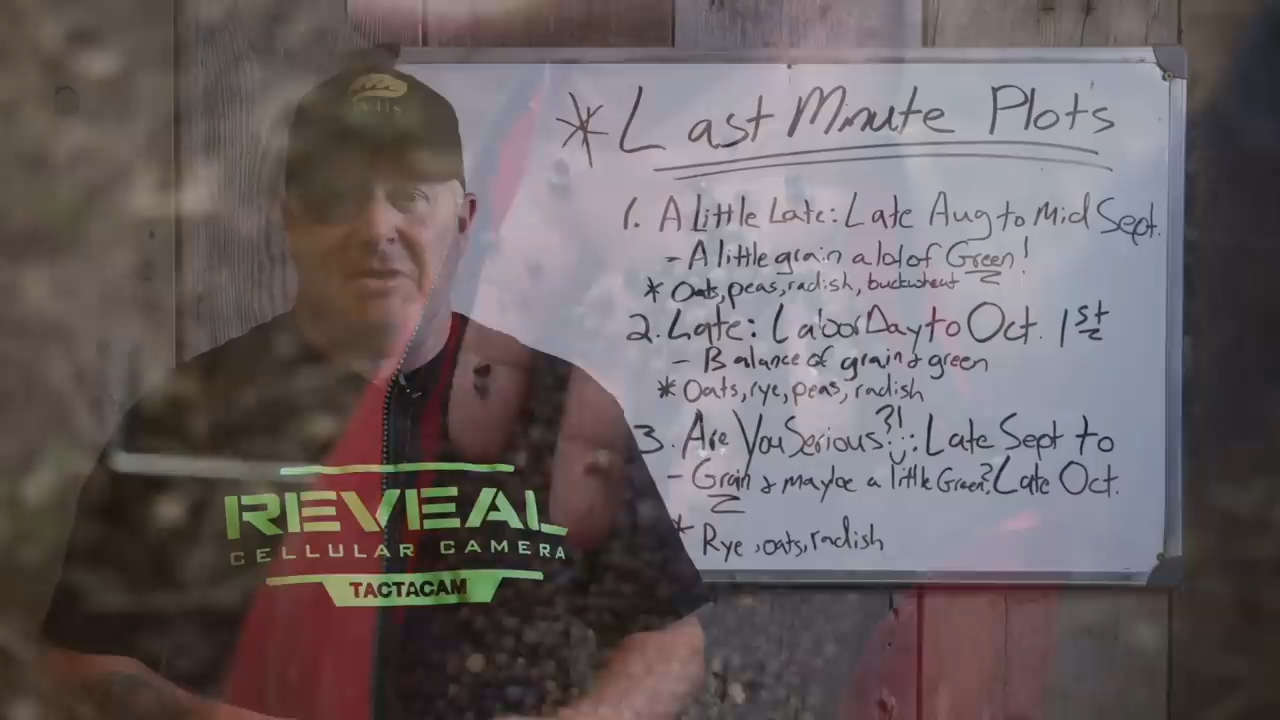 * Last Minute Plots
1. A Little Late: Late Aug to Mid Sept.
- A little grain a lot of Green!
* Oats, peas, radish, buckwheat
2. Late: Labor Day to Oct. 1st
- Balance of grain & green
* Oats, rye, peas, radish
3. Are You Serious?!: Late Sept to
- Grain & maybe a little Green? Late Oct.
* Rye, oats, radish
REVEAL
CELLULAR CAMERA
TACTACAM